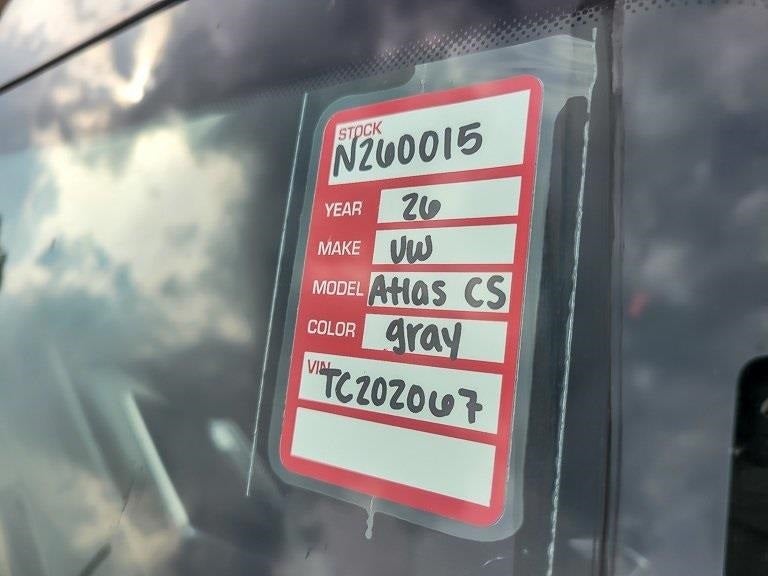 STOCK
N260015
YEAR 26
MAKE VW
MODEL Atlas CS
COLOR gray
VIN
TC202067